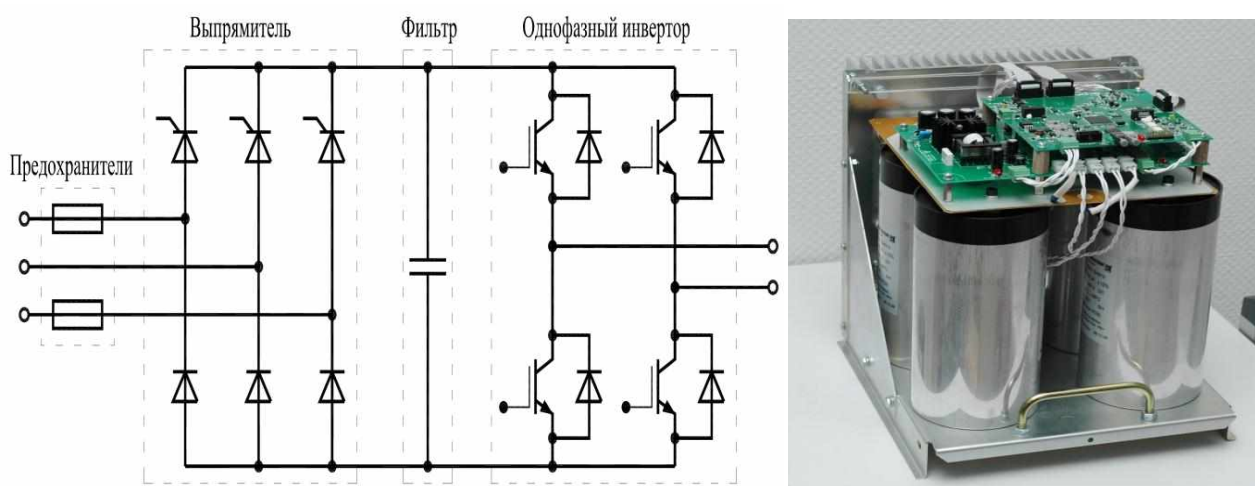 Выпрямитель
Фильтр
Однофазный инвертор
Предохранители